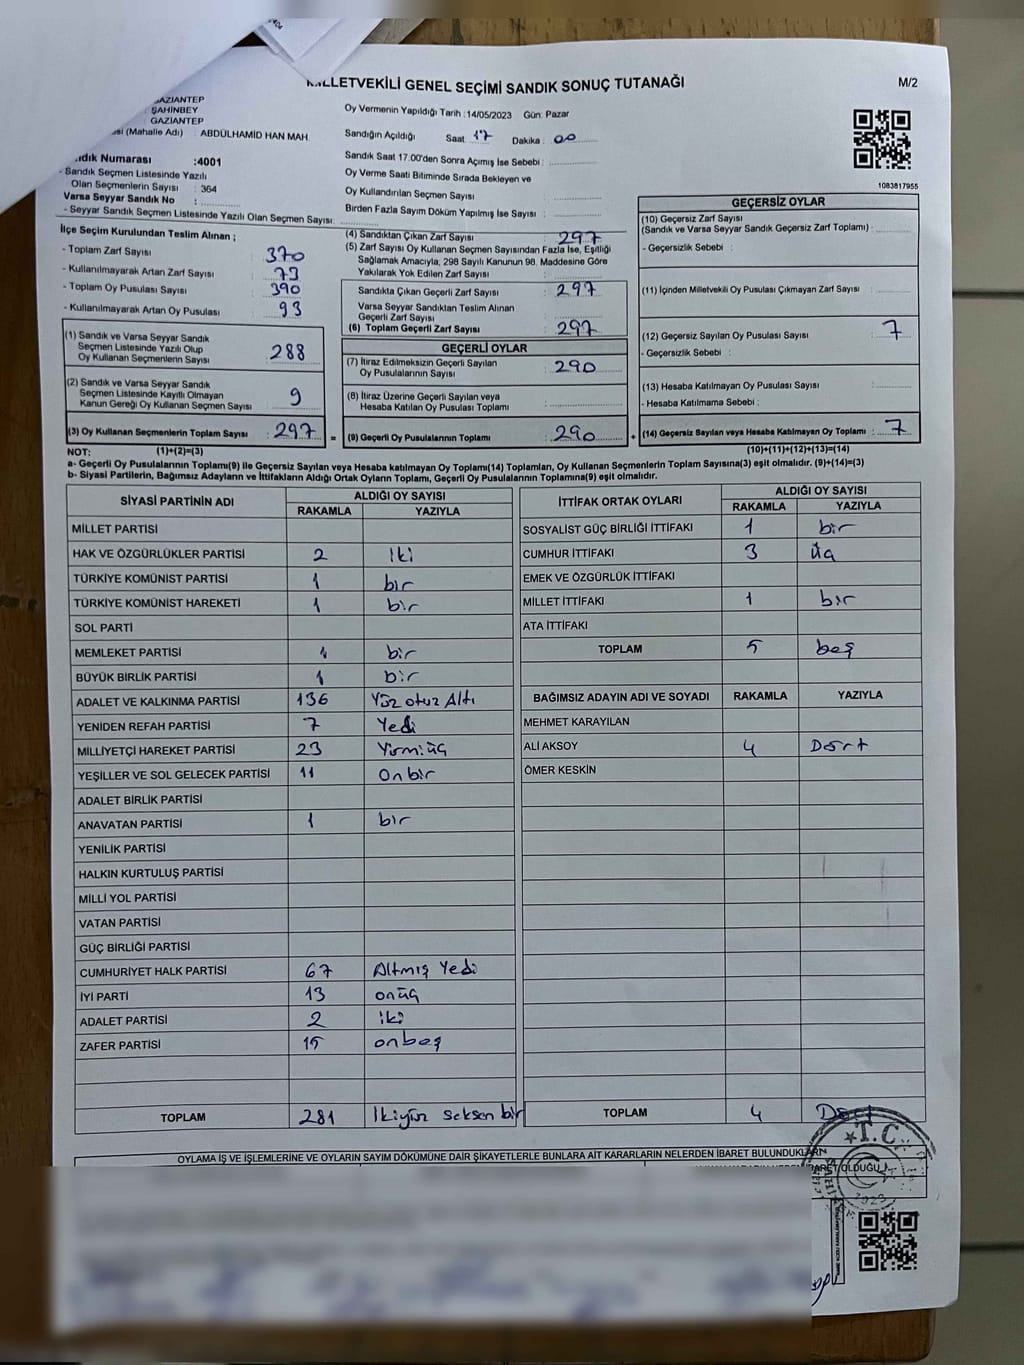 LLETVEKİLİ GENEL SEÇİMİ SANDIK SONUÇ TUTANAĞI
M/2
GAZİANTEP
ŞAHİNBEY
GAZİANTEP
(Mahalle Adı) : ABDÜLHAMİD HAN MAH.
Sandık Numarası :4001
- Sandık Seçmen Listesinde Yazılı
Olan Seçmenlerin Sayısı : 364
Varsa Seyyar Sandık No :
- Seyyar Sandık Seçmen Listesinde Yazılı Olan Seçmen Sayısı:
Oy Vermenin Yapıldığı Tarih :14/05/2023 Gün: Pazar
Sandığın Açıldığı Saat 17 Dakika : 00
Sandık Saat 17.00'den Sonra Açımış İse Sebebi :
Oy Verme Saati Bitiminde Sırada Bekleyen ve
Oy Kullandırılan Seçmen Sayısı :
Birden Fazla Sayım Döküm Yapılmış İse Sayısı :
1083817955
İlçe Seçim Kurulundan Teslim Alınan ;
- Toplam Zarf Sayısı : 370
- Kullanılmayarak Artan Zarf Sayısı : 73
- Toplam Oy Pusulası Sayısı : 390
- Kullanılmayarak Artan Oy Pusulası : 93
(1) Sandık ve Varsa Seyyar Sandık
Seçmen Listesinde Yazılı Olup
Oy Kullanan Seçmenlerin Sayısı : 288
(2) Sandık ve Varsa Seyyar Sandık
Seçmen Listesinde Kayıtlı Olmayan
Kanun Gereği Oy Kullanan Seçmen Sayısı : 9
(3) Oy Kullanan Seçmenlerin Toplam Sayısı : 297 =
(1)+(2)=(3)
(4) Sandıktan Çıkan Zarf Sayısı : 297
(5) Zarf Sayısı Oy Kullanan Seçmen Sayısından Fazla İse, Eşitliği
Sağlamak Amacıyla, 298 Sayılı Kanunun 98. Maddesine Göre
Yakılarak Yok Edilen Zarf Sayısı :
Sandıkta Çıkan Geçerli Zarf Sayısı : 297
Varsa Seyyar Sandıktan Teslim Alınan
Geçerli Zarf Sayısı :
(6) Toplam Geçerli Zarf Sayısı : 297
GEÇERLİ OYLAR
(7) İtiraz Edilmeksizin Geçerli Sayılan
Oy Pusulalarının Sayısı : 290
(8) İtiraz Üzerine Geçerli Sayılan veya
Hesaba Katılan Oy Pusulası Toplamı :
(9) Geçerli Oy Pusulalarının Toplamı : 290 +
GEÇERSİZ OYLAR
(10) Geçersiz Zarf Sayısı
(Sandık ve Varsa Seyyar Sandık Geçersiz Zarf Toplamı) :
- Geçersizlik Sebebi :
(11) İçinden Milletvekili Oy Pusulası Çıkmayan Zarf Sayısı :
(12) Geçersiz Sayılan Oy Pusulası Sayısı : 7
- Geçersizlik Sebebi :
(13) Hesaba Katılmayan Oy Pusulası Sayısı :
- Hesaba Katılmama Sebebi :
(14) Geçersiz Sayılan veya Hesaba Katılmayan Oy Toplamı : 7
(10)+(11)+(12)+(13)=(14)
NOT:
a- Geçerli Oy Pusulalarının Toplamı(9) ile Geçersiz Sayılan veya Hesaba katılmayan Oy Toplamı(14) Toplamları, Oy Kullanan Seçmenlerin Toplam Sayısına(3) eşit olmalıdır. (9)+(14)=(3)
b- Siyasi Partilerin, Bağımsız Adayların ve İttifakların Aldığı Ortak Oyların Toplamı, Geçerli Oy Pusulalarının Toplamına(9) eşit olmalıdır.
SİYASİ PARTİNİN ADI ALDIĞI OY SAYISI
RAKAMLA YAZIYLA
MİLLET PARTİSİ
HAK VE ÖZGÜRLÜKLER PARTİSİ 2 iki
TÜRKİYE KOMÜNİST PARTİSİ 1 bir
TÜRKİYE KOMÜNİST HAREKETİ 1 bir
SOL PARTİ
MEMLEKET PARTİSİ 1 bir
BÜYÜK BİRLİK PARTİSİ 1 bir
ADALET VE KALKINMA PARTİSİ 136 Yüz otuz Altı
YENİDEN REFAH PARTİSİ 7 Yedi
MİLLİYETÇİ HAREKET PARTİSİ 23 Yirmiüç
YEŞİLLER VE SOL GELECEK PARTİSİ 11 Onbir
ADALET BİRLİK PARTİSİ
ANAVATAN PARTİSİ 1 bir
YENİLİK PARTİSİ
HALKIN KURTULUŞ PARTİSİ
MİLLİ YOL PARTİSİ
VATAN PARTİSİ
GÜÇ BİRLİĞİ PARTİSİ
CUMHURİYET HALK PARTİSİ 67 Altmış Yedi
İYİ PARTİ 13 onüç
ADALET PARTİSİ 2 iki
ZAFER PARTİSİ 15 onbeş
TOPLAM 281 İkiyüz seksen bir
İTTİFAK ORTAK OYLARI ALDIĞI OY SAYISI
RAKAMLA YAZIYLA
SOSYALİST GÜÇ BİRLİĞİ İTTİFAKI 1 bir
CUMHUR İTTİFAKI 3 üç
EMEK VE ÖZGÜRLÜK İTTİFAKI
MİLLET İTTİFAKI 1 bir
ATA İTTİFAKI
TOPLAM 5 beş
BAĞIMSIZ ADAYIN ADI VE SOYADI RAKAMLA YAZIYLA
MEHMET KARAYILAN
ALİ AKSOY 4 Dört
ÖMER KESKİN
TOPLAM 4 Dört
OYLAMA İŞ VE İŞLEMLERİNE VE OYLARIN SAYIM DÖKÜMÜNE DAİR ŞİKAYETLERLE BUNLARA AİT KARARLARIN NELERDEN İBARET BULUNDUKLARI
OLDUĞU
T.C.
2023